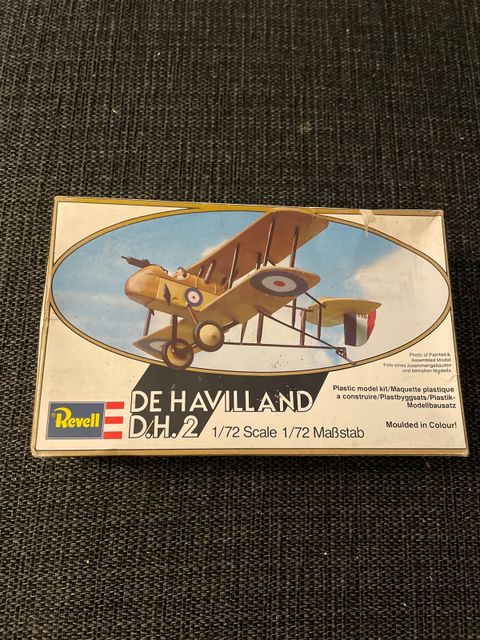 Photo of Painted &
Assembled Model.
Foto eines zusammengebauten
und bemalten Modells.
Plastic model kit/Maquette plastique
a construire/Plastbyggsats/Plastik-
Modellbausatz
Moulded in Colour!
Revell
DE HAVILLAND
D.H.2 1/72 Scale 1/72 Maßstab